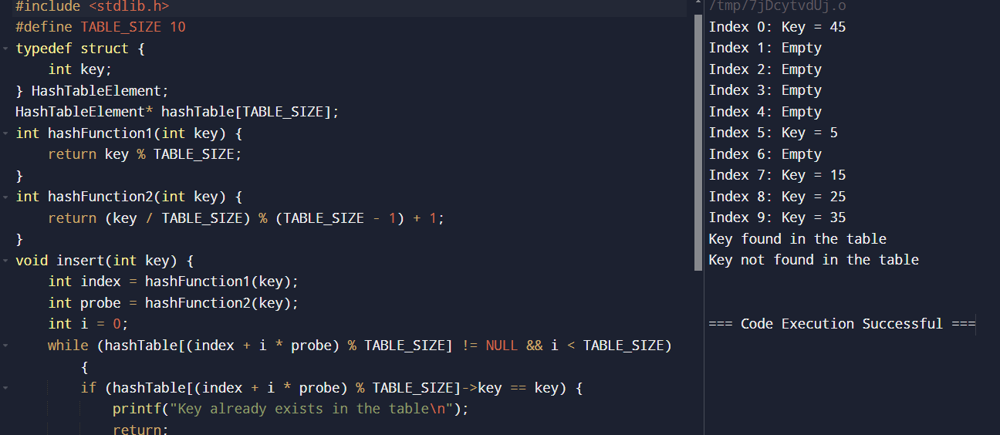 #include <stdlib.h>
#define TABLE_SIZE 10
typedef struct {
    int key;
} HashTableElement;
HashTableElement* hashTable[TABLE_SIZE];
int hashFunction1(int key) {
    return key % TABLE_SIZE;
}
int hashFunction2(int key) {
    return (key / TABLE_SIZE) % (TABLE_SIZE - 1) + 1;
}
void insert(int key) {
    int index = hashFunction1(key);
    int probe = hashFunction2(key);
    int i = 0;
    while (hashTable[(index + i * probe) % TABLE_SIZE] != NULL && i < TABLE_SIZE)
        {
        if (hashTable[(index + i * probe) % TABLE_SIZE]->key == key) {
            printf("Key already exists in the table\n");
            return;
/tmp/7jDcytvdUj.o
Index 0: Key = 45
Index 1: Empty
Index 2: Empty
Index 3: Empty
Index 4: Empty
Index 5: Key = 5
Index 6: Empty
Index 7: Key = 15
Index 8: Key = 25
Index 9: Key = 35
Key found in the table
Key not found in the table
=== Code Execution Successful ===